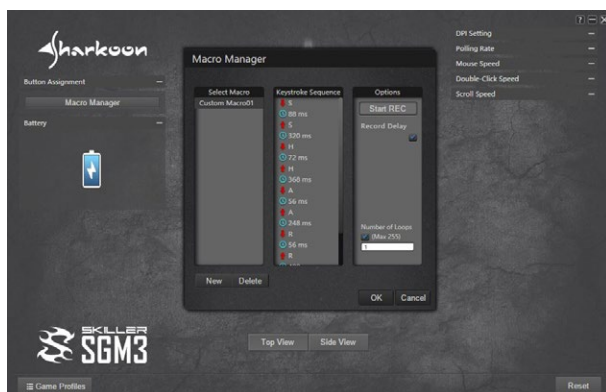 Sharkoon
Button Assignment
Macro Manager
Battery
Macro Manager
Select Macro
Custom Macro01
Keystroke Sequence
S
88 ms
S
320 ms
H
72 ms
H
368 ms
A
56 ms
A
248 ms
R
56 ms
R
Options
Start REC
Record Delay
Number of Loops
(Max 255)
1
New Delete
OK Cancel
DPI Setting
Polling Rate
Mouse Speed
Double-Click Speed
Scroll Speed
SKILLER
SGM3
Top View Side View
Game Profiles
Reset